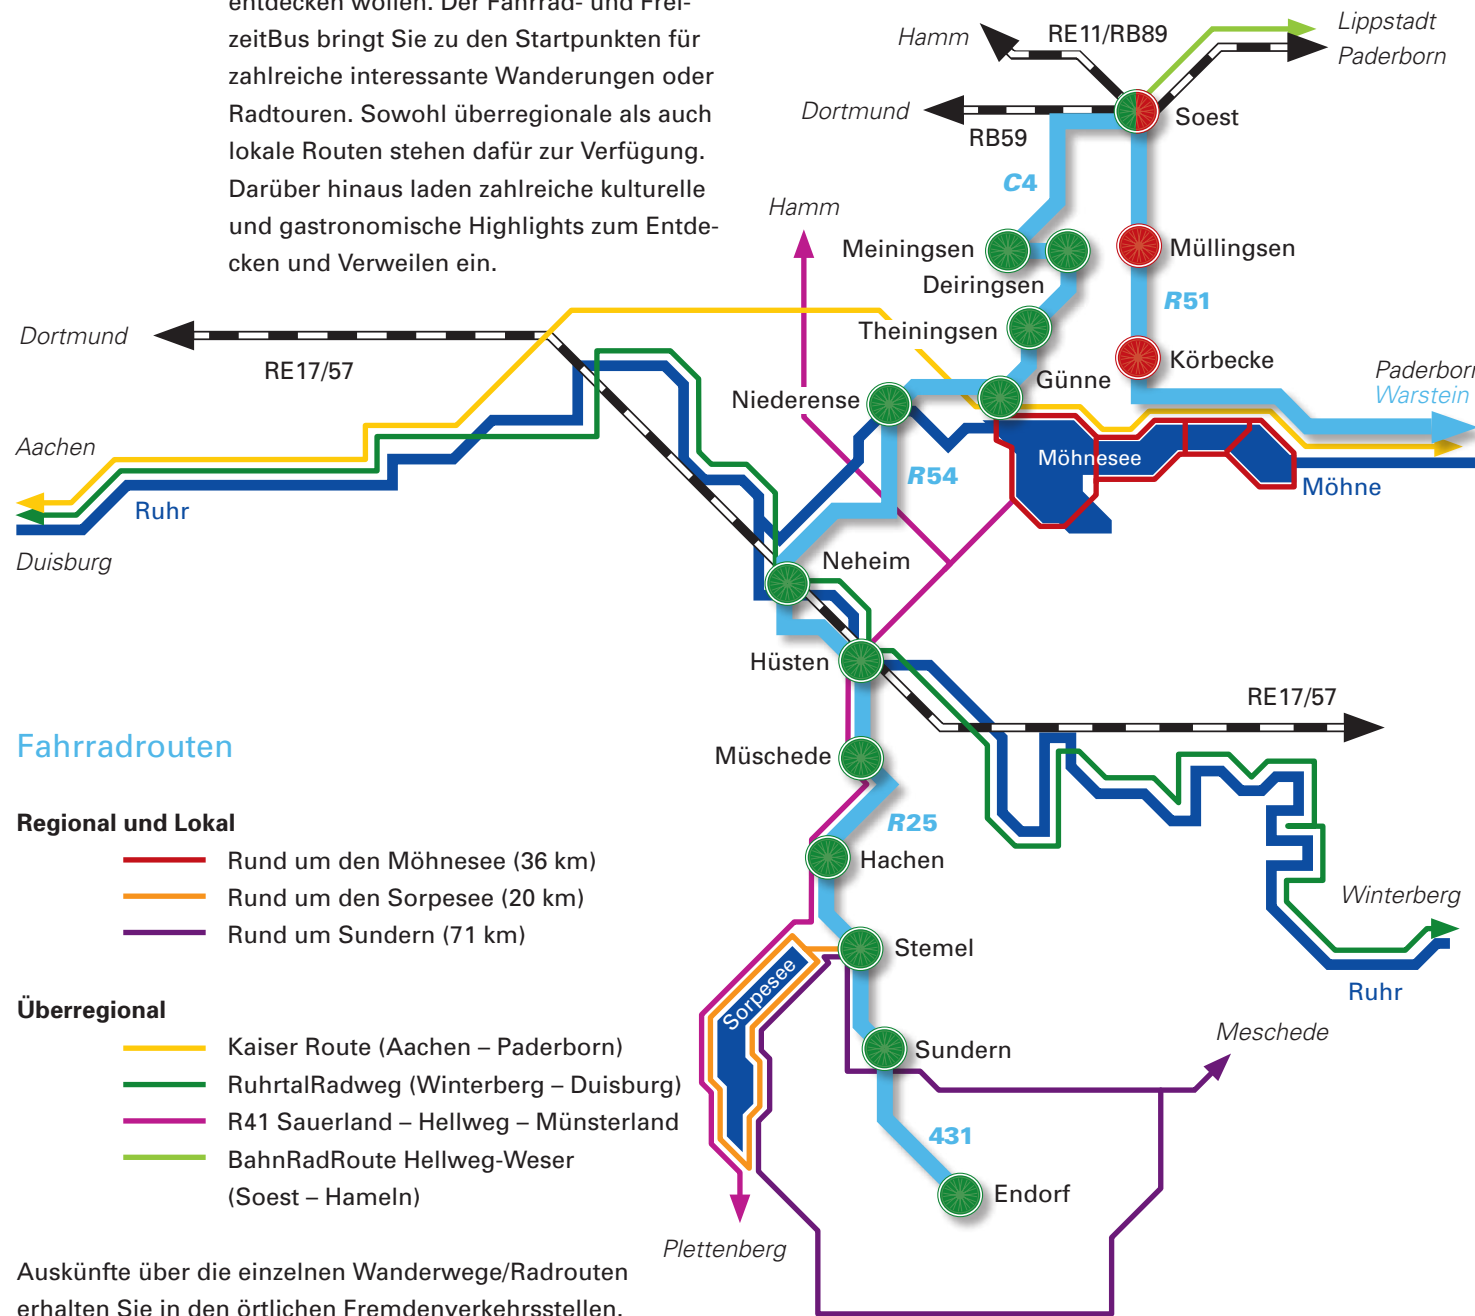 entdecken wollen. Der Fahrrad- und Frei-
zeitBus bringt Sie zu den Startpunkten für
zahlreiche interessante Wanderungen oder
Radtouren. Sowohl überregionale als auch
lokale Routen stehen dafür zur Verfügung.
Darüber hinaus laden zahlreiche kulturelle
und gastronomische Highlights zum Entde-
cken und Verweilen ein.
Hamm
RE11/RB89
Lippstadt
Paderborn
Dortmund
RB59
Soest
C4
Hamm
Meiningsen
Deiringsen
Müllingsen
R51
Theiningsen
Körbecke
Dortmund
RE17/57
Günne
Niederense
Paderborn
Warstein
Aachen
R54
Möhnesee
Möhne
Ruhr
Duisburg
Neheim
Hüsten
RE17/57
Müschede
R25
Hachen
Winterberg
Stemel
Sorpesee
Ruhr
Sundern
Meschede
431
Endorf
Plettenberg
Fahrradrouten
Regional und Lokal
Rund um den Möhnesee (36 km)
Rund um den Sorpesee (20 km)
Rund um Sundern (71 km)
Überregional
Kaiser Route (Aachen – Paderborn)
RuhrtalRadweg (Winterberg – Duisburg)
R41 Sauerland – Hellweg – Münsterland
BahnRadRoute Hellweg-Weser
(Soest – Hameln)
Auskünfte über die einzelnen Wanderwege/Radrouten
erhalten Sie in den örtlichen Fremdenverkehrsstellen.